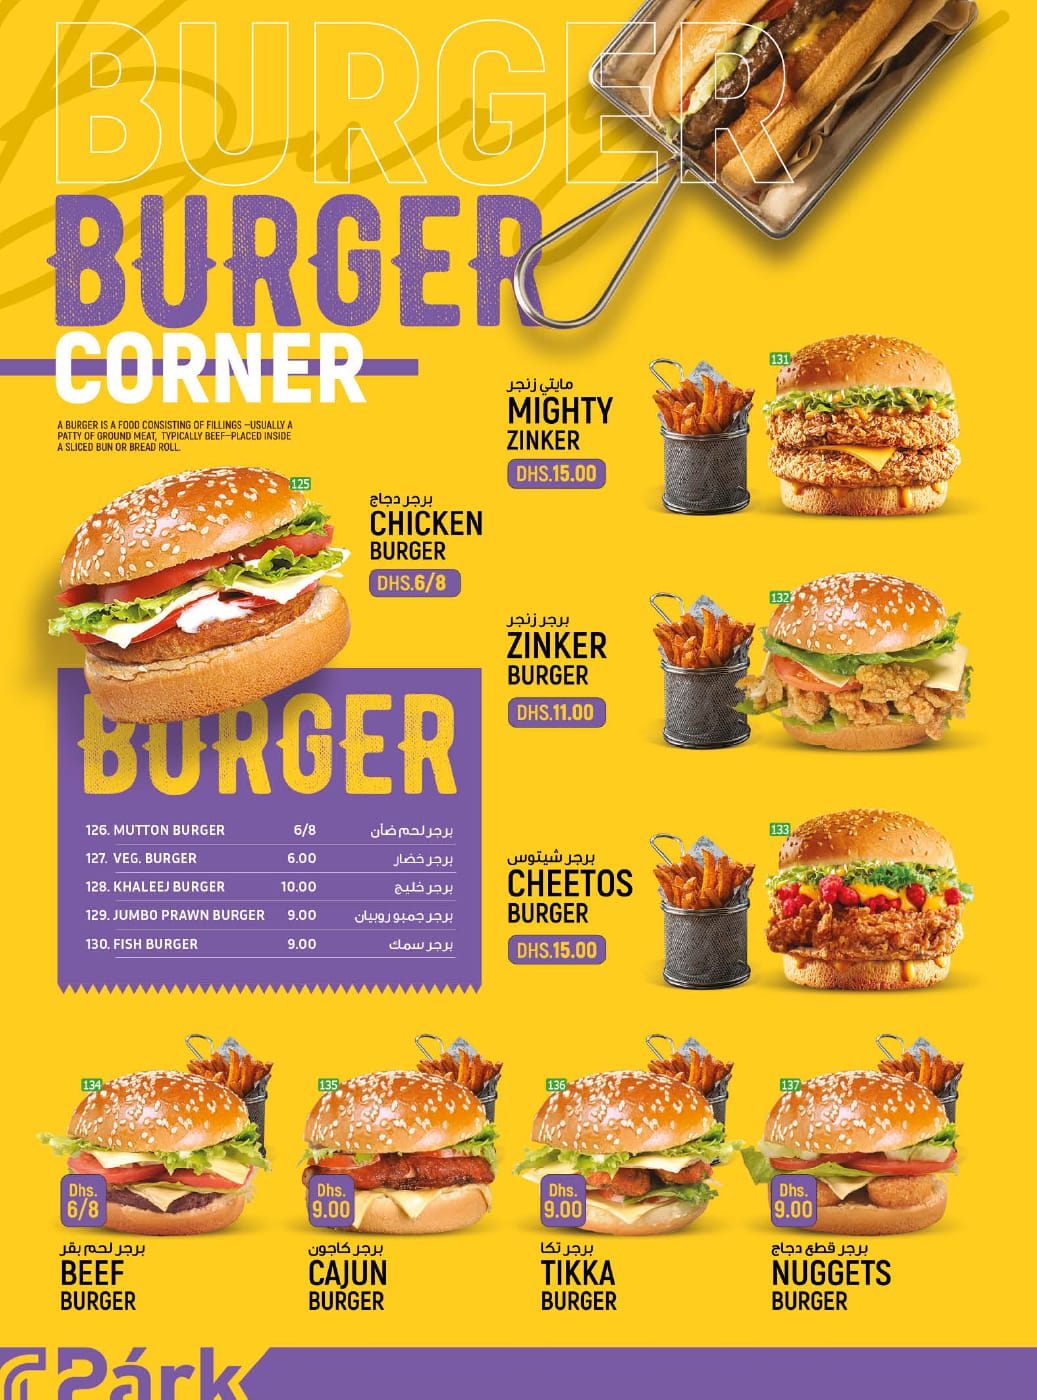 BURGER
BURGER
CORNER
A BURGER IS A FOOD CONSISTING OF FILLINGS —USUALLY A
PATTY OF GROUND MEAT, TYPICALLY BEEF—PLACED INSIDE
A SLICED BUN OR BREAD ROLL.
131
مايتي زنجر
MIGHTY
ZINKER
DHS.15.00
125
برجر دجاج
CHICKEN
BURGER
DHS.6/8
132
برجر زنجر
ZINKER
BURGER
DHS.11.00
BURGER
126. MUTTON BURGER 6/8 برجر لحم ضأن
127. VEG. BURGER 6.00 برجر خضار
128. KHALEEJ BURGER 10.00 برجر خليج
129. JUMBO PRAWN BURGER 9.00 برجر جمبو روبيان
130. FISH BURGER 9.00 برجر سمك
133
برجر شيتوس
CHEETOS
BURGER
DHS.15.00
134
Dhs.
6/8
برجر لحم بقر
BEEF
BURGER
135
Dhs.
9.00
برجر كاجون
CAJUN
BURGER
136
Dhs.
9.00
برجر تكا
TIKKA
BURGER
137
Dhs.
9.00
برجر قطع دجاج
NUGGETS
BURGER
Párk